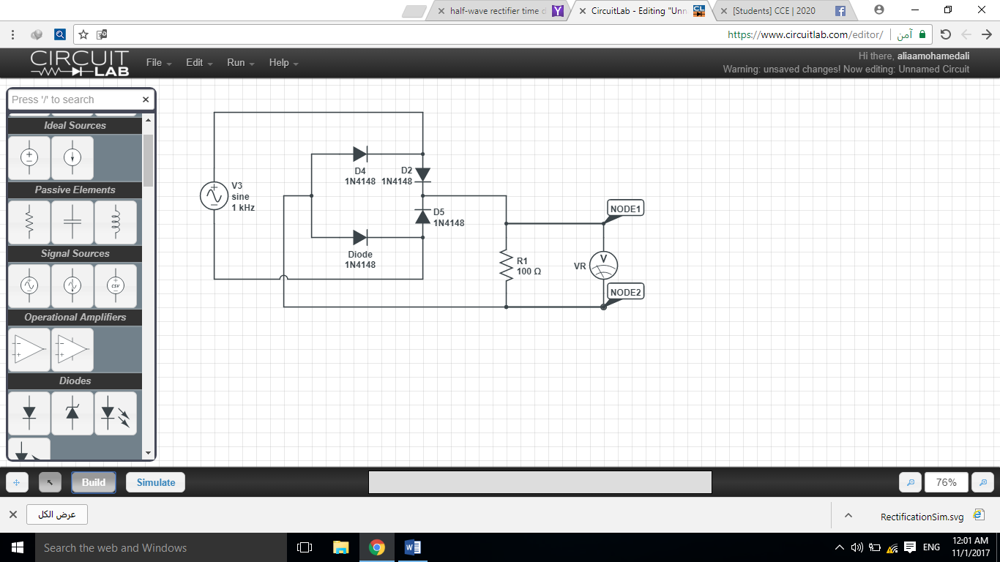 half-wave rectifier time d
CircuitLab - Editing "Unn
[Students] CCE | 2020
https://www.circuitlab.com/editor/
آمن
CIRCUIT
LAB
File
Edit
Run
Help
Hi there, aliaamohamedali
Warning: unsaved changes! Now editing: Unnamed Circuit
Press '/' to search
Ideal Sources
Passive Elements
Signal Sources
CSV
Operational Amplifiers
Diodes
V3
sine
1 kHz
D4
1N4148
D2
1N4148
D5
1N4148
Diode
1N4148
R1
100 Ω
VR
V
NODE1
NODE2
Build
Simulate
76%
عرض الكل
RectificationSim.svg
Search the web and Windows
ENG
12:01 AM
11/1/2017